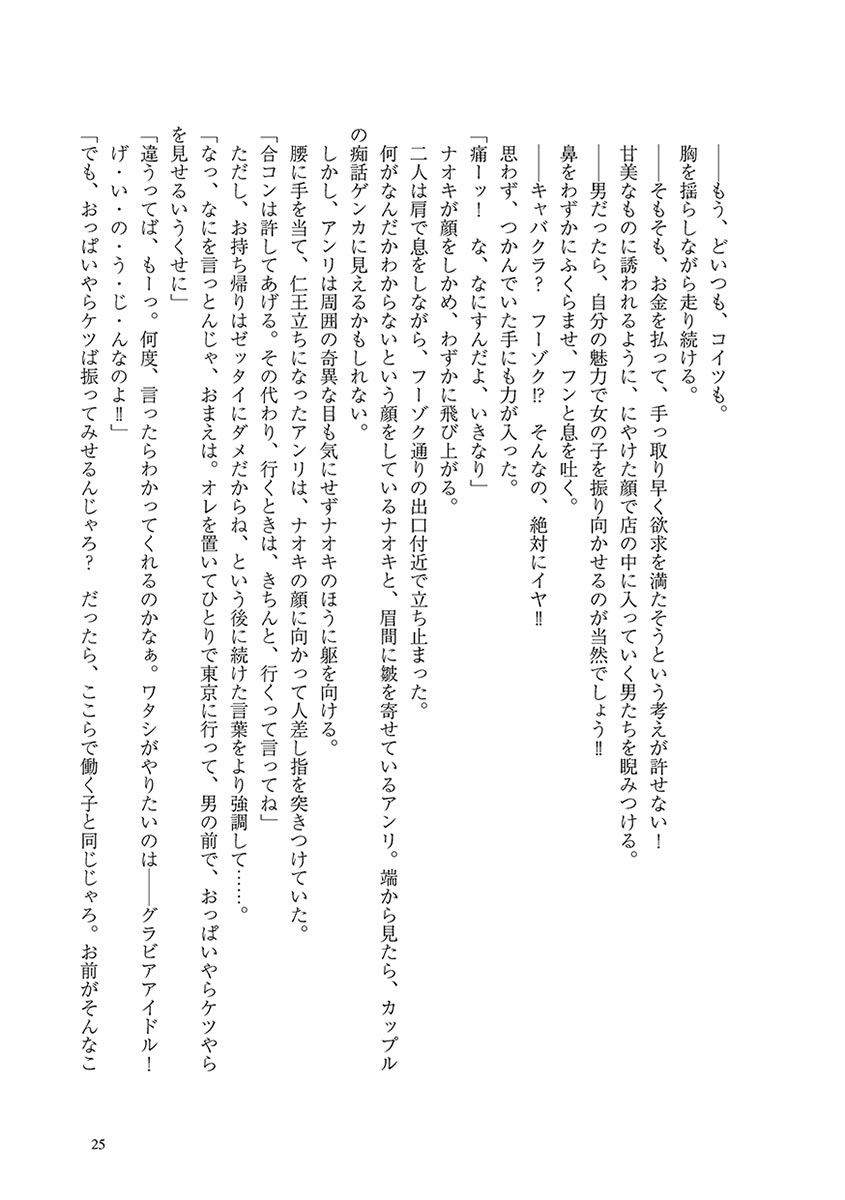 ――もう、どいつも、コイツも。
胸を揺らしながら走り続ける。
――そもそも、お金を払って、手っ取り早く欲求を満たそうという考えが許せない！
甘美なものに誘われるように、にやけた顔で店の中に入っていく男たちを睨みつける。
――男だったら、自分の魅力で女の子を振り向かせるのが当然でしょう‼
鼻をわずかにふくらませ、フンと息を吐く。
――キャバクラ？　フーゾク⁉　そんなの、絶対にイヤ‼
思わず、つかんでいた手にも力が入った。
「痛ーッ！　な、なにすんだよ、いきなり」
ナオキが顔をしかめ、わずかに飛び上がる。
二人は肩で息をしながら、フーゾク通りの出口付近で立ち止まった。
何がなんだかわからないという顔をしているナオキと、眉間に皺を寄せているアンリ。端から見たら、カップル
の痴話ゲンカに見えるかもしれない。
しかし、アンリは周囲の奇異な目も気にせずナオキのほうに躯を向ける。
腰に手を当て、仁王立ちになったアンリは、ナオキの顔に向かって人差し指を突きつけていた。
「合コンは許してあげる。その代わり、行くときは、きちんと、行くって言ってね」
ただし、お持ち帰りはゼッタイにダメだからね、という後に続けた言葉をより強調して……。
「なっ、なにを言っとんじゃ、おまえは。オレを置いてひとりで東京に行って、男の前で、おっぱいやらケツやら
を見せるいうくせに」
「違うってば、もーっ。何度、言ったらわかってくれるのかなぁ。ワタシがやりたいのは――グラビアアイドル！
げ・い・の・う・じ・んなのよ‼」
「でも、おっぱいやらケツば振ってみせるんじゃろ？　だったら、ここらで働く子と同じじゃろ。お前がそんなこ
25